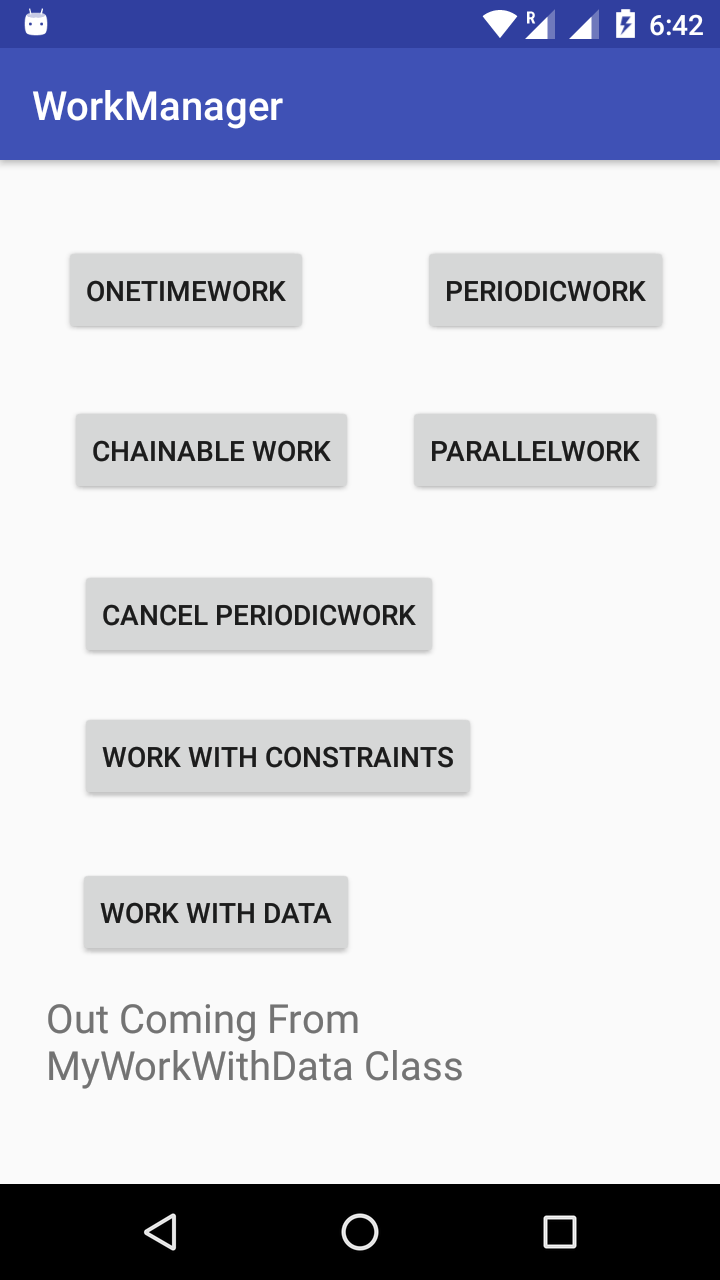 R 6:42
WorkManager
ONETIMEWORK PERIODICWORK
CHAINABLE WORK PARALLELWORK
CANCEL PERIODICWORK
WORK WITH CONSTRAINTS
WORK WITH DATA
Out Coming From
MyWorkWithData Class